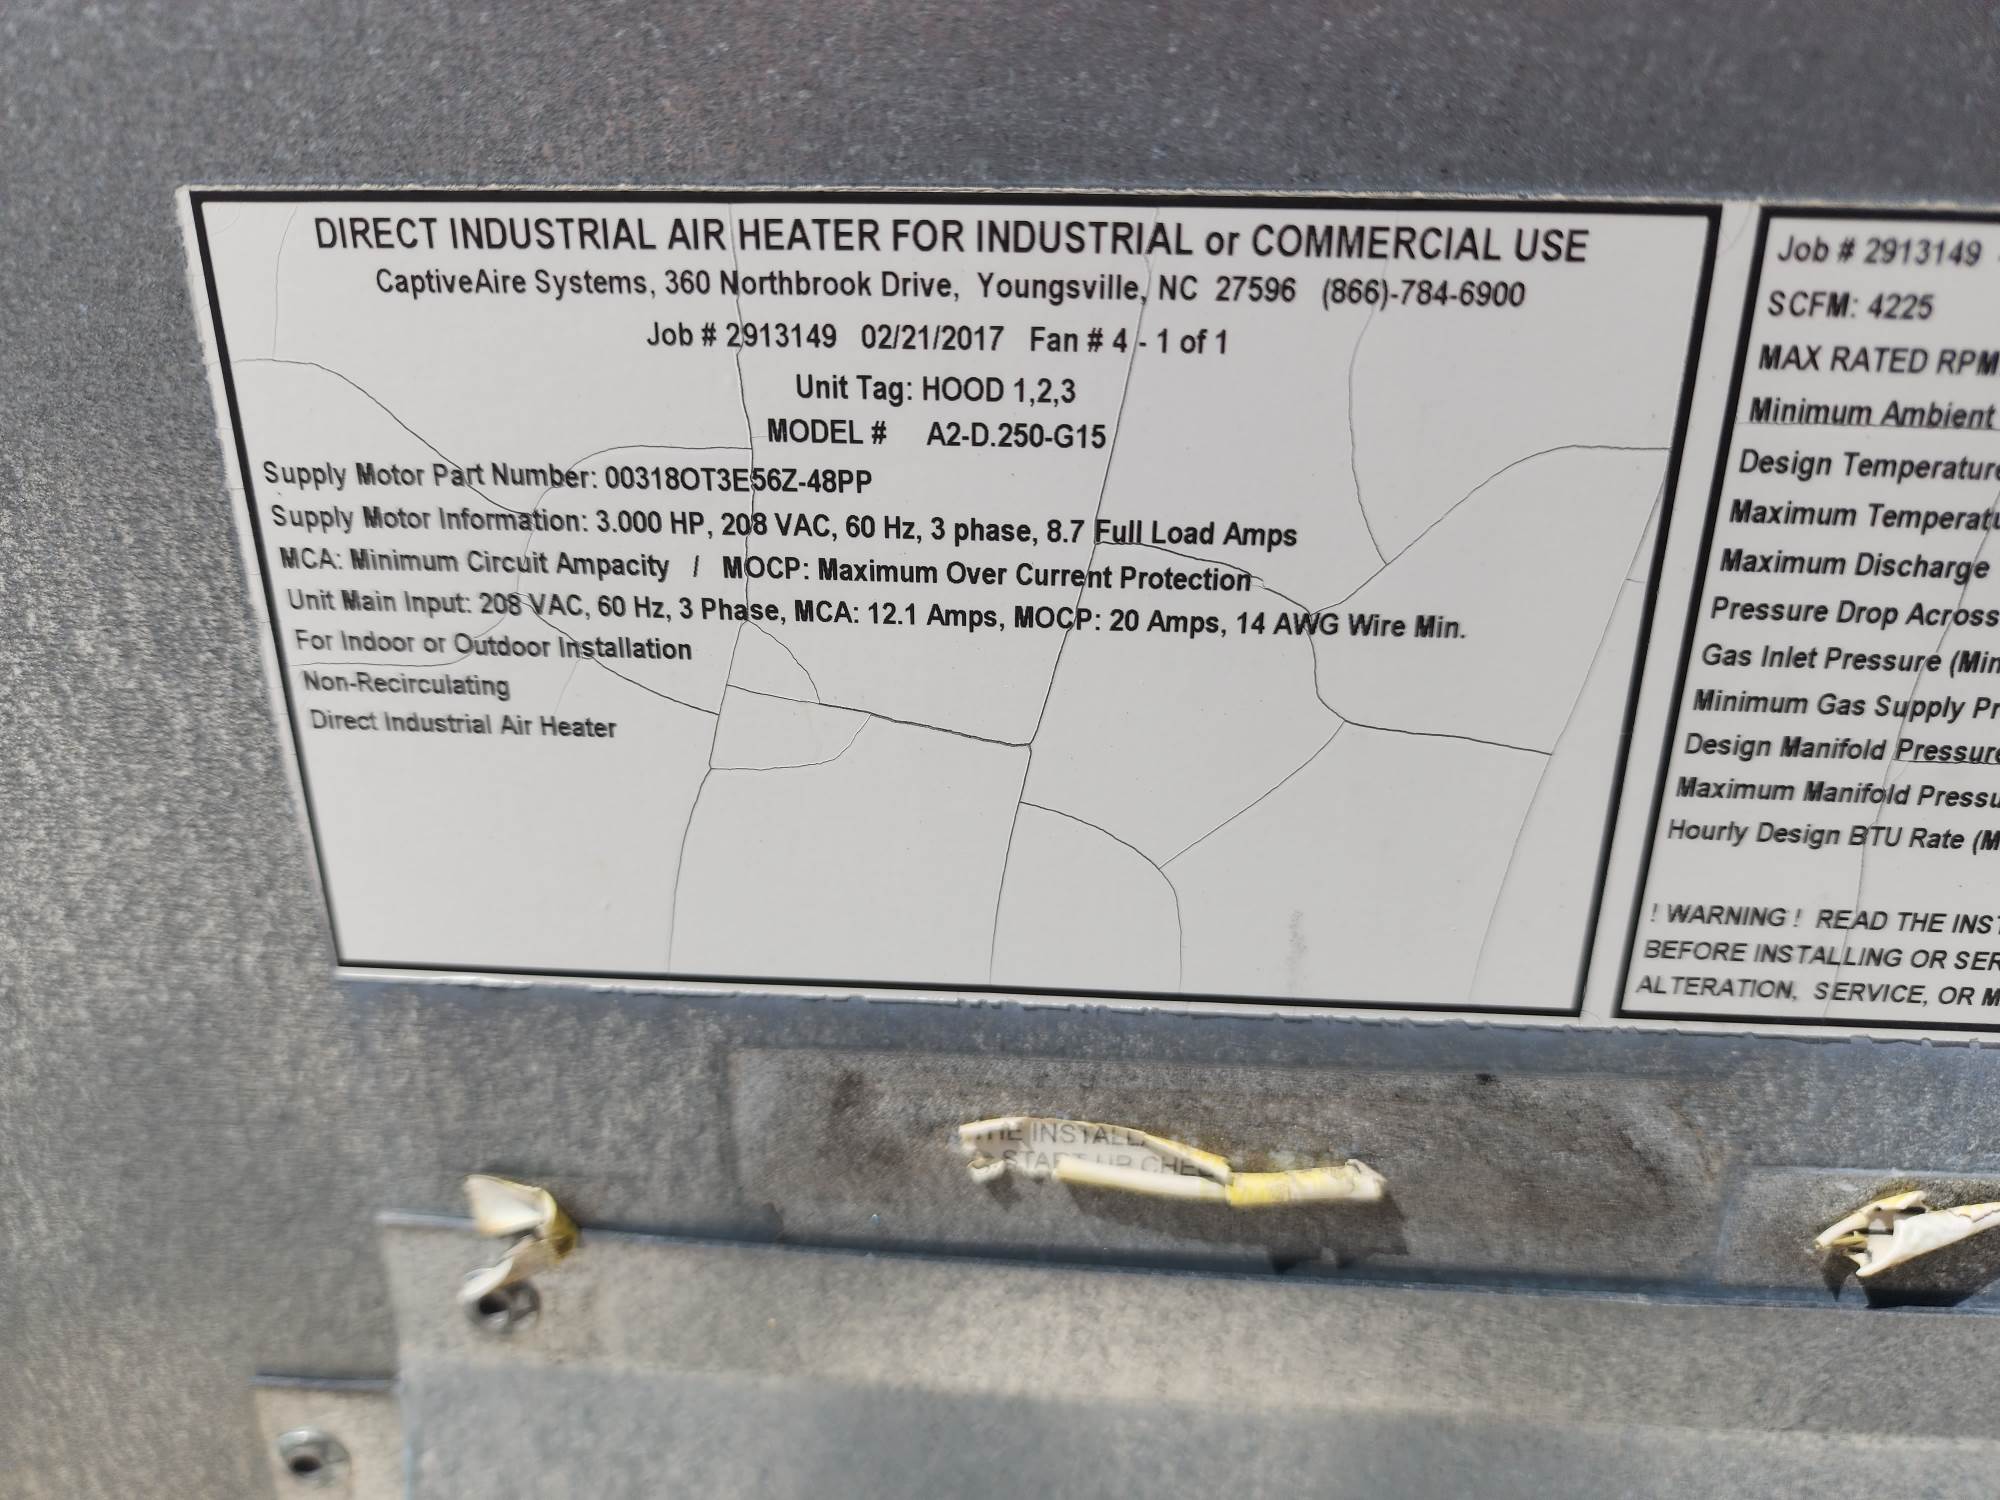 DIRECT INDUSTRIAL AIR HEATER FOR INDUSTRIAL or COMMERCIAL USE
CaptiveAire Systems, 360 Northbrook Drive, Youngsville, NC 27596 (866)-784-6900
Job # 2913149 02/21/2017 Fan # 4 - 1 of 1
Unit Tag: HOOD 1,2,3
MODEL # A2-D.250-G15
Supply Motor Part Number: 00318OT3E56Z-48PP
Supply Motor Information: 3.000 HP, 208 VAC, 60 Hz, 3 phase, 8.7 Full Load Amps
MCA: Minimum Circuit Ampacity / MOCP: Maximum Over Current Protection
Unit Main Input: 208 VAC, 60 Hz, 3 Phase, MCA: 12.1 Amps, MOCP: 20 Amps, 14 AWG Wire Min.
For Indoor or Outdoor Installation
Non-Recirculating
Direct Industrial Air Heater
Job # 2913149
SCFM: 4225
MAX RATED RPM
Minimum Ambient
Design Temperature
Maximum
Maximum Discharge
Pressure Drop Across
Gas Inlet Pressure (Min
Minimum Gas Supply
Design Manifold Pressure
Maximum Manifold
Hourly Design BTU Rate
! WARNING ! READ THE
BEFORE INSTALLING OR
ALTERATION, SERVICE, OR